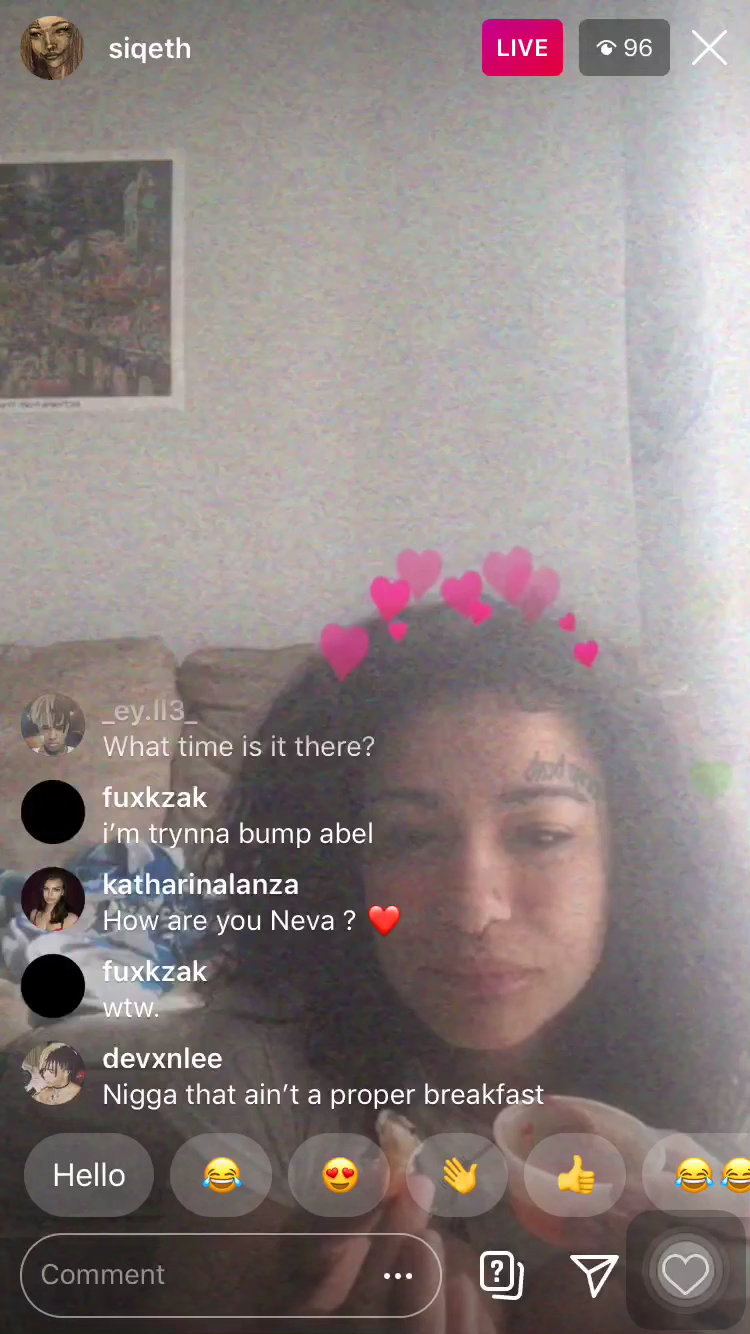 siqeth
LIVE
96
_ey.ll3_
What time is it there?
fuxkzak
i'm trynna bump abel
katharinalanza
How are you Neva ? ❤️
fuxkzak
wtw.
devxnlee
Nigga that ain't a proper breakfast
Hello 😂 😍 👋 👍 😂😂
Comment